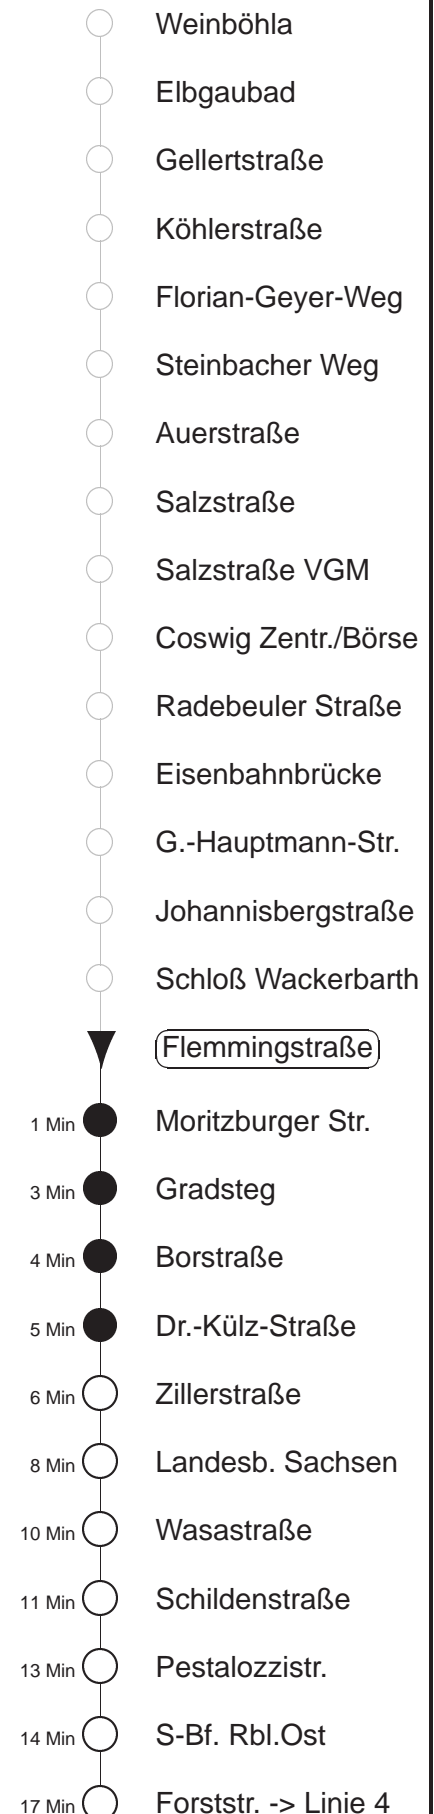 Weinböhla
Elbgaubad
Gellertstraße
Köhlerstraße
Florian-Geyer-Weg
Steinbacher Weg
Auerstraße
Salzstraße
Salzstraße VGM
Coswig Zentr./Börse
Radebeuler Straße
Eisenbahnbrücke
G.-Hauptmann-Str.
Johannisbergstraße
Schloß Wackerbarth
Flemmingstraße
1 Min Moritzburger Str.
3 Min Gradsteg
4 Min Borstraße
5 Min Dr.-Külz-Straße
6 Min Zillerstraße
8 Min Landesb. Sachsen
10 Min Wasastraße
11 Min Schildenstraße
13 Min Pestalozzistr.
14 Min S-Bf. Rbl.Ost
17 Min Forststr. -> Linie 4